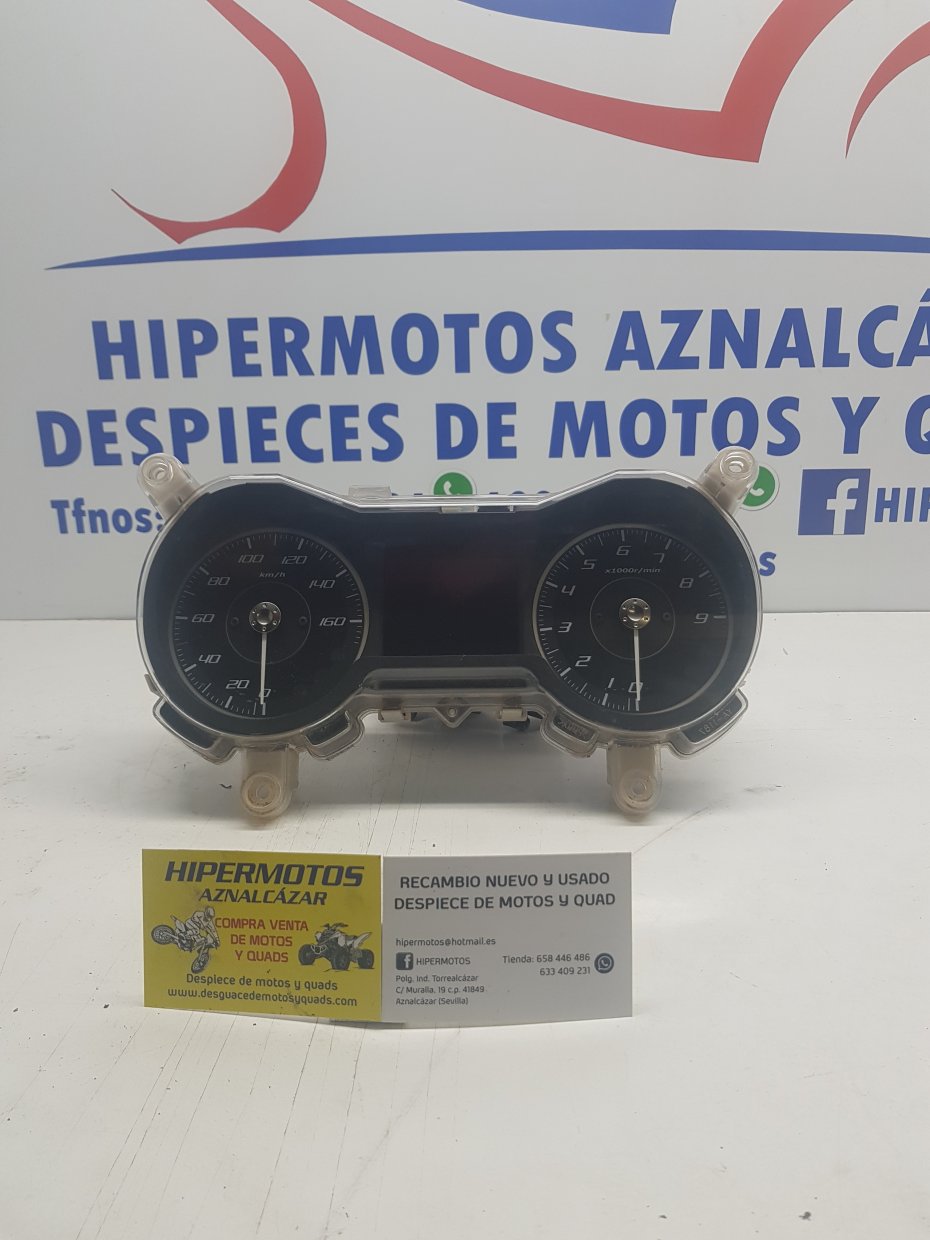 HIPERMOTOS AZNALCÁ
DESPIECES DE MOTOS Y Q
Tfnos:
f HIP
100 120
80 km/h 140
60 160
40
20 0
5 6 7
x1000r/min
4 8
3 9
2
1 0
HIPERMOTOS
AZNALCÁZAR
COMPRA VENTA
DE MOTOS
Y QUADS
Despiece de motos y quads
www.desguacedemotosyquads.com
RECAMBIO NUEVO Y USADO
DESPIECE DE MOTOS Y QUAD
hipermotos@hotmail.es
f HIPERMOTOS
Tienda: 658 446 486
633 409 231
Polg. Ind. Torrealcázar
C/ Muralla, 19 c.p. 41849
Aznalcázar (Sevilla)